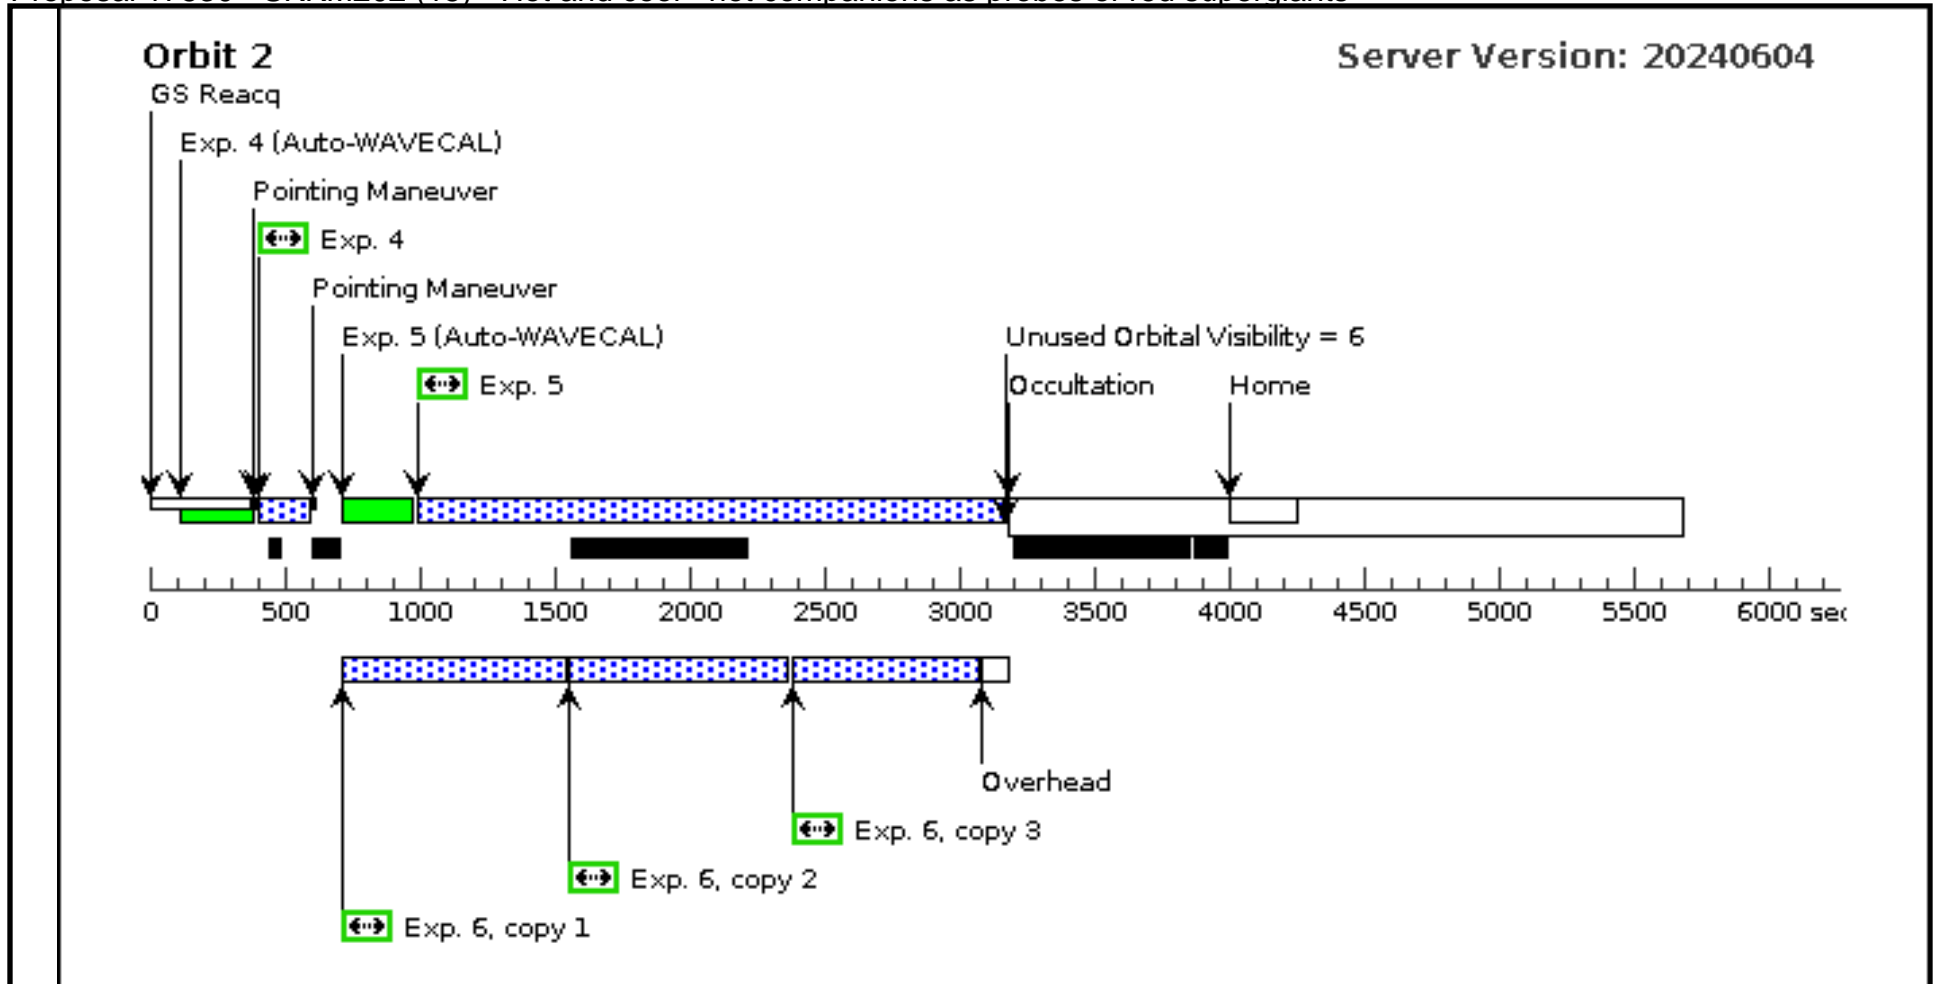 Orbit 2
Server Version: 20240604
GS Reacq
Exp. 4 (Auto-WAVECAL)
Pointing Maneuver
Exp. 4
Pointing Maneuver
Exp. 5 (Auto-WAVECAL)
Unused Orbital Visibility = 6
Exp. 5
Occultation
Home
0 500 1000 1500 2000 2500 3000 3500 4000 4500 5000 5500 6000 sec
Overhead
Exp. 6, copy 3
Exp. 6, copy 2
Exp. 6, copy 1